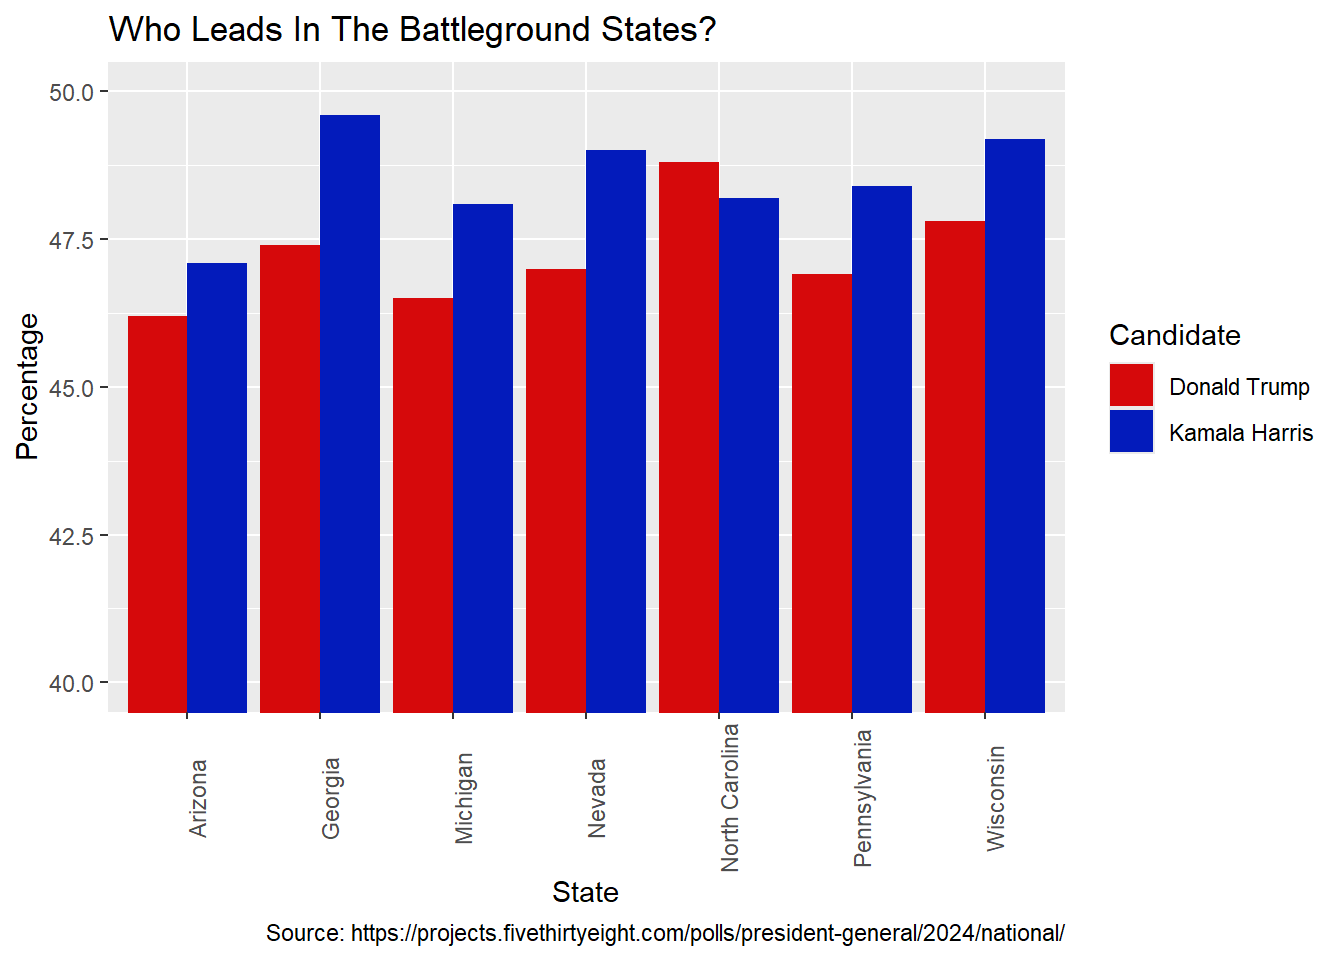 Who Leads In The Battleground States?
Percentage
50.0
47.5
45.0
42.5
40.0
Arizona
Georgia
Michigan
Nevada
North Carolina
Pennsylvania
Wisconsin
State
Candidate
Donald Trump
Kamala Harris
Source: https://projects.fivethirtyeight.com/polls/president-general/2024/national/